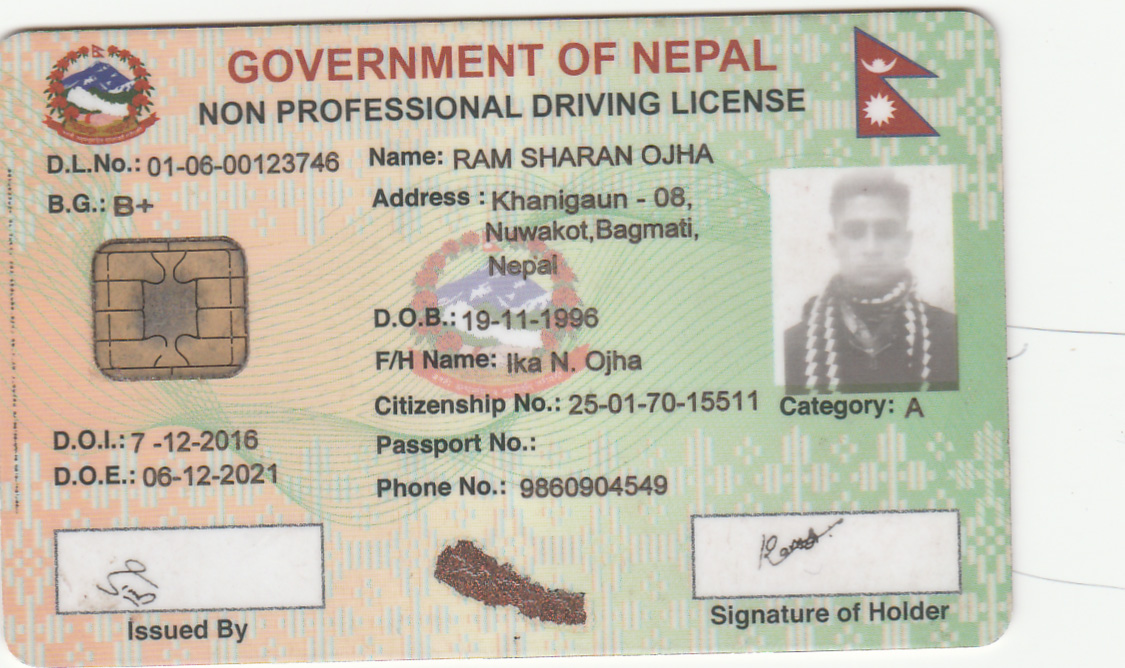 GOVERNMENT OF NEPAL
NON PROFESSIONAL DRIVING LICENSE
D.L.No.: 01-06-00123746
Name: RAM SHARAN OJHA
B.G.: B+
Address : Khanigaun - 08,
Nuwakot,Bagmati,
Nepal
D.O.B.: 19-11-1996
F/H Name: Ika N. Ojha
Citizenship No.: 25-01-70-15511
Category: A
D.O.I.: 7 -12-2016
Passport No.:
D.O.E.: 06-12-2021
Phone No.: 9860904549
Issued By
Signature of Holder